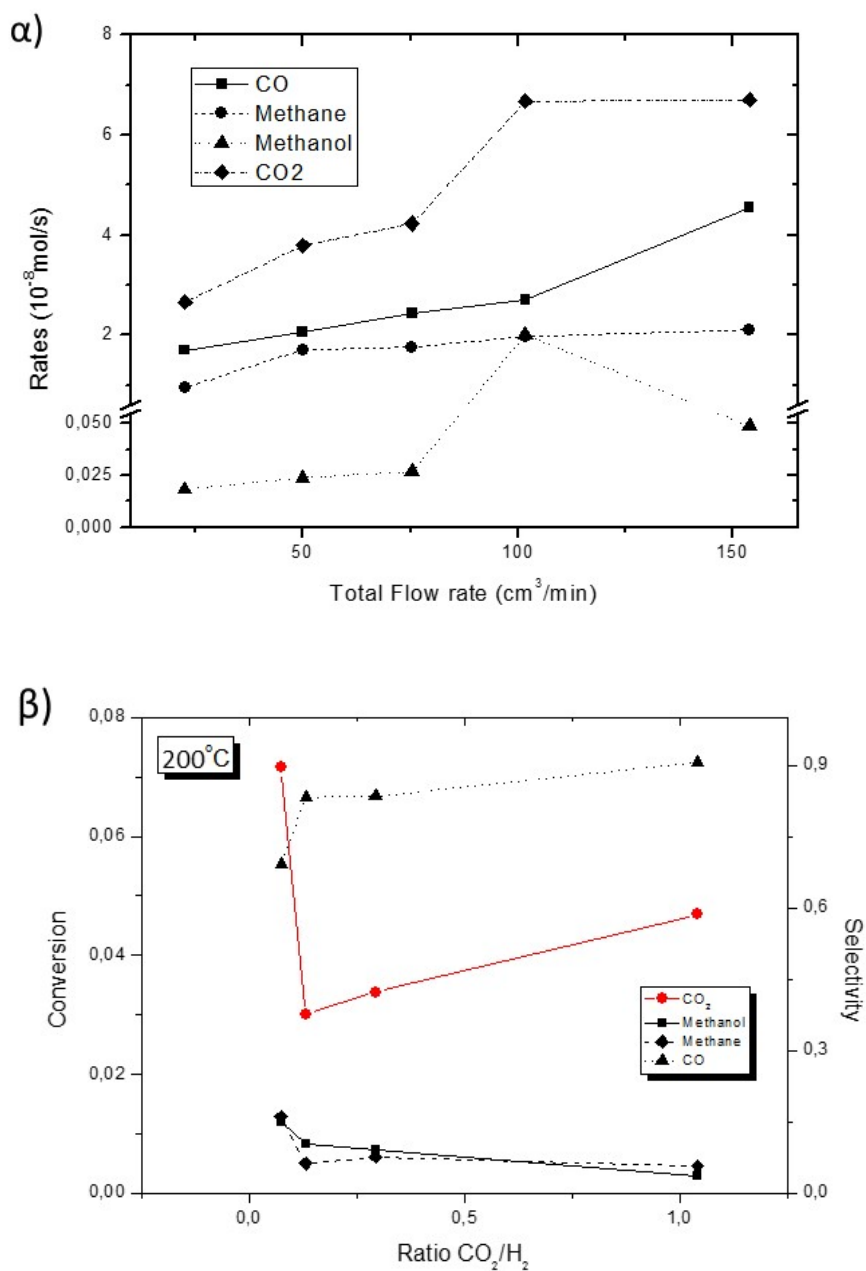 α)
8
6
4
2
0,050
0,025
0,000
Rates (10⁻⁸mol/s)
CO
Methane
Methanol
CO2
50
100
150
Total Flow rate (cm³/min)
β)
0,08
0,06
0,04
0,02
0,00
Conversion
200°C
0,9
0,6
0,3
0,0
Selectivity
CO₂
Methanol
Methane
CO
0,0
0,5
1,0
Ratio CO₂/H₂